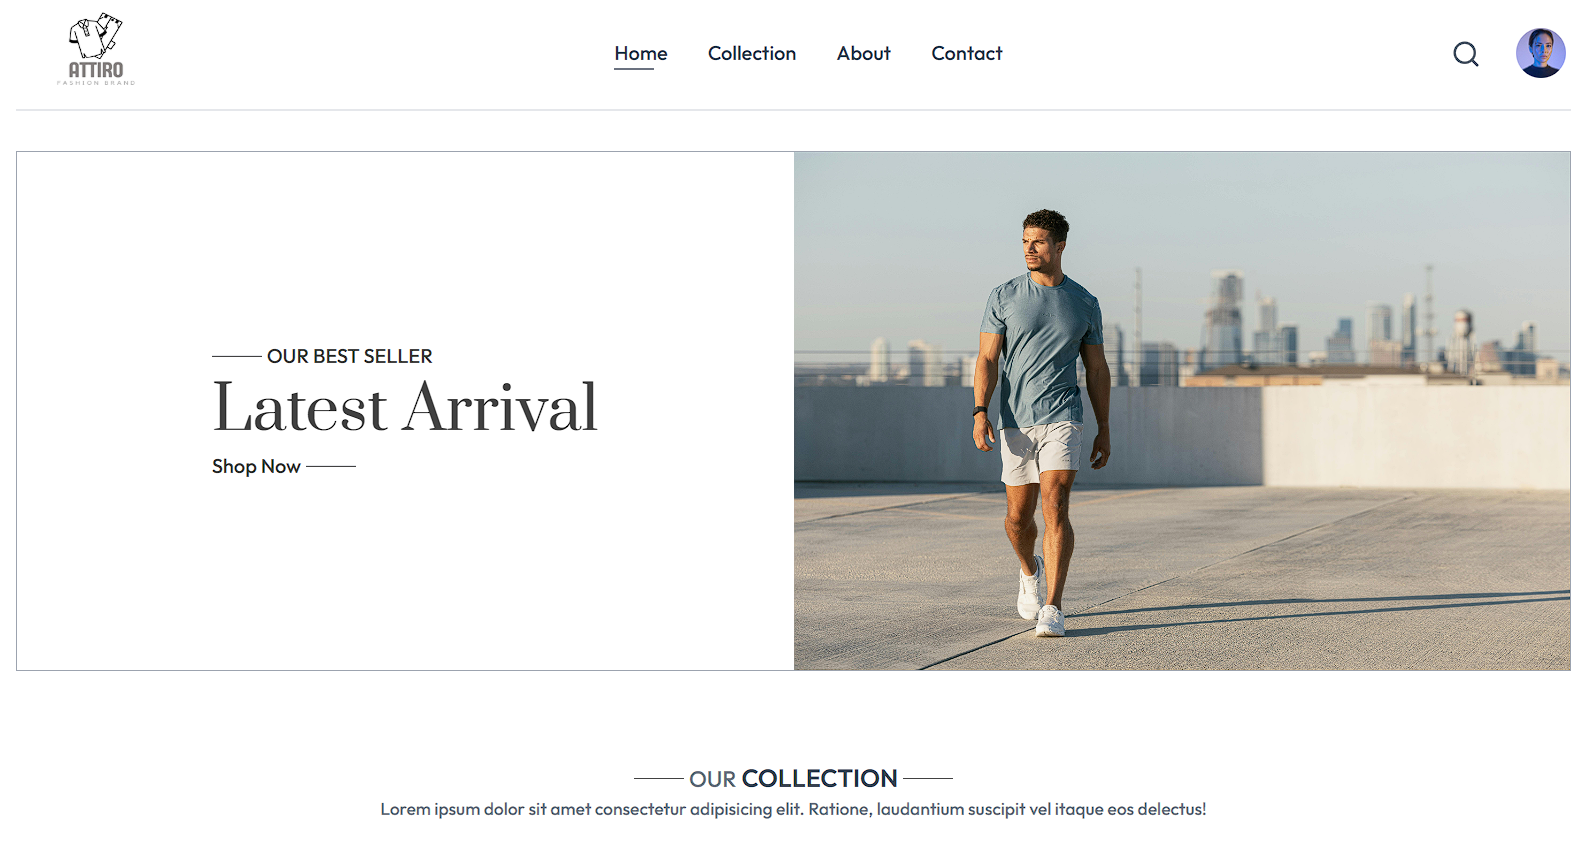 ATTIRO
FASHION BRAND
Home Collection About Contact
OUR BEST SELLER
Latest Arrival
Shop Now
OUR COLLECTION
Lorem ipsum dolor sit amet consectetur adipisicing elit. Ratione, laudantium suscipit vel itaque eos delectus!